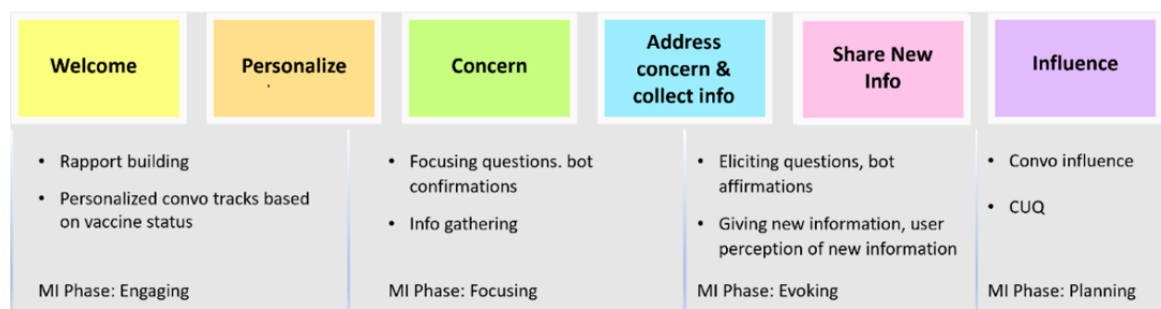 Welcome
Personalize
Concern
Address
concern &
collect info
Share New
Info
Influence
• Rapport building
• Personalized convo tracks based
on vaccine status
MI Phase: Engaging
• Focusing questions. bot
confirmations
• Info gathering
MI Phase: Focusing
• Eliciting questions, bot
affirmations
• Giving new information, user
perception of new information
MI Phase: Evoking
• Convo influence
• CUQ
MI Phase: Planning